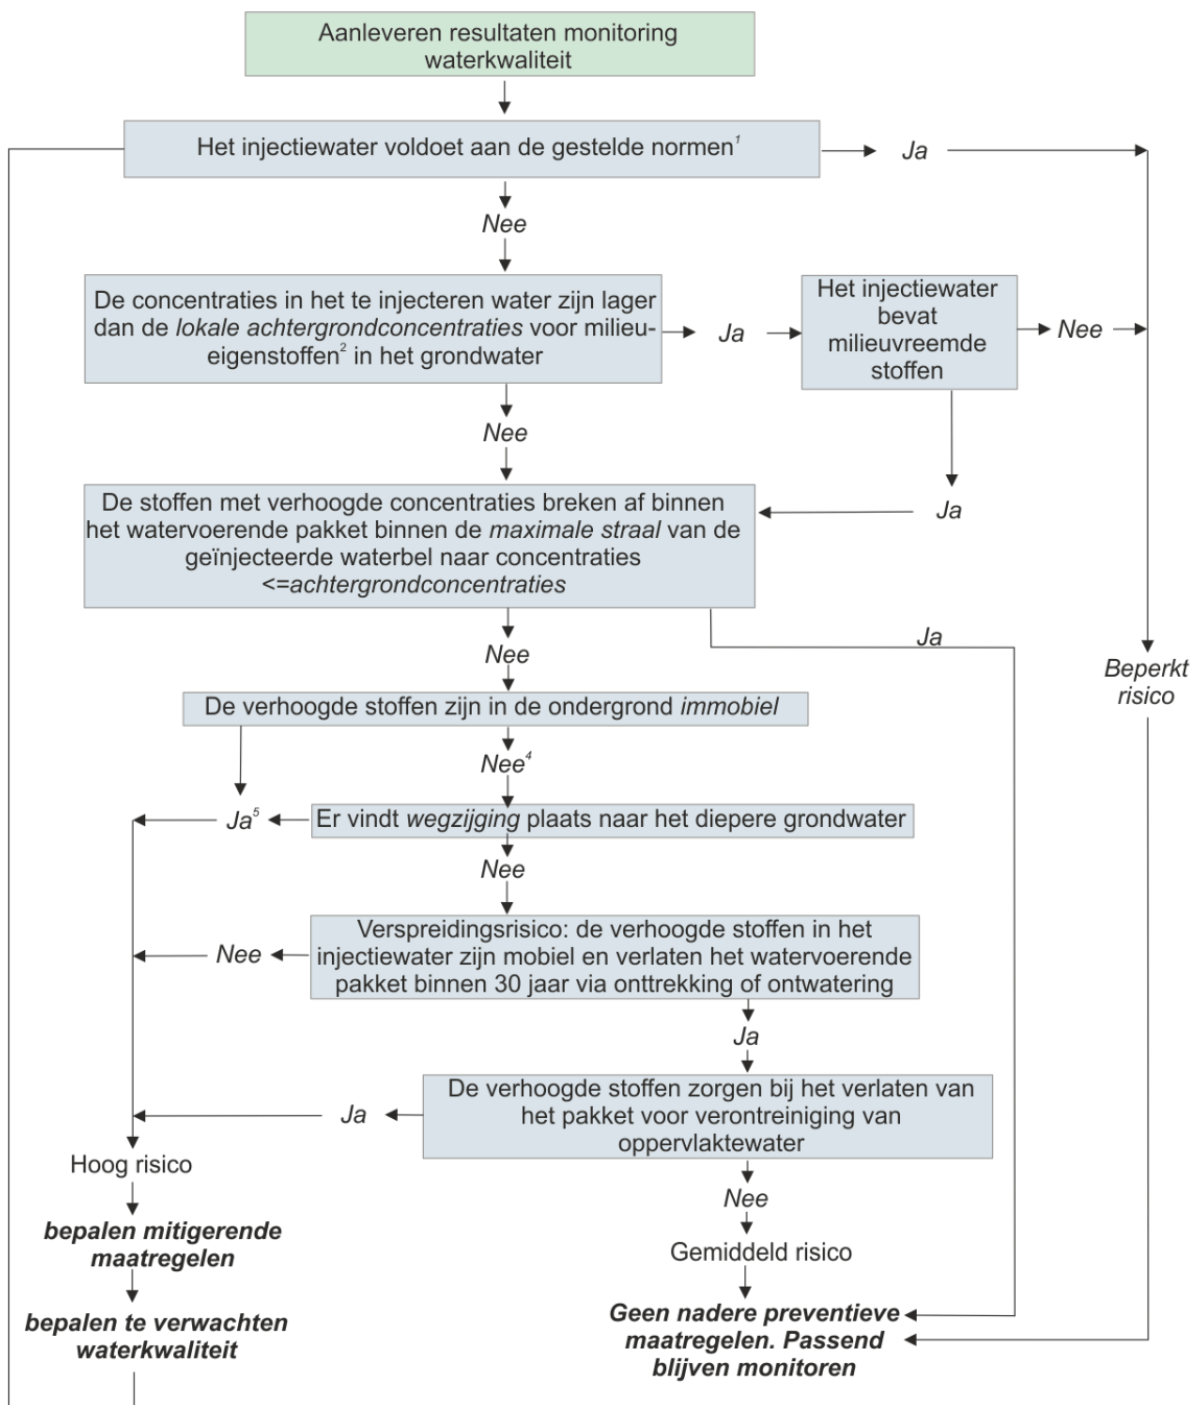 Aanleveren resultaten monitoring
waterkwaliteit
Het injectiewater voldoet aan de gestelde normen¹
Ja
Nee
De concentraties in het te injecteren water zijn lager
dan de lokale achtergrondconcentraties voor milieu-
eigenstoffen² in het grondwater
Ja
Het injectiewater
bevat
milieuvreemde
stoffen
Nee
Nee
Ja
De stoffen met verhoogde concentraties breken af binnen
het watervoerende pakket binnen de maximale straal van de
geïnjecteerde waterbel naar concentraties
<=achtergrondconcentraties
Ja
Nee
Beperkt
risico
De verhoogde stoffen zijn in de ondergrond immobiel
Nee⁴
Ja⁵
Er vindt wegzijging plaats naar het diepere grondwater
Nee
Verspreidingsrisico: de verhoogde stoffen in het
injectiewater zijn mobiel en verlaten het watervoerende
pakket binnen 30 jaar via onttrekking of ontwatering
Nee
Ja
De verhoogde stoffen zorgen bij het verlaten van
het pakket voor verontreiniging van
oppervlaktewater
Ja
Hoog risico
Nee
bepalen mitigerende
maatregelen
Gemiddeld risico
bepalen te verwachten
waterkwaliteit
Geen nadere preventieve
maatregelen. Passend
blijven monitoren